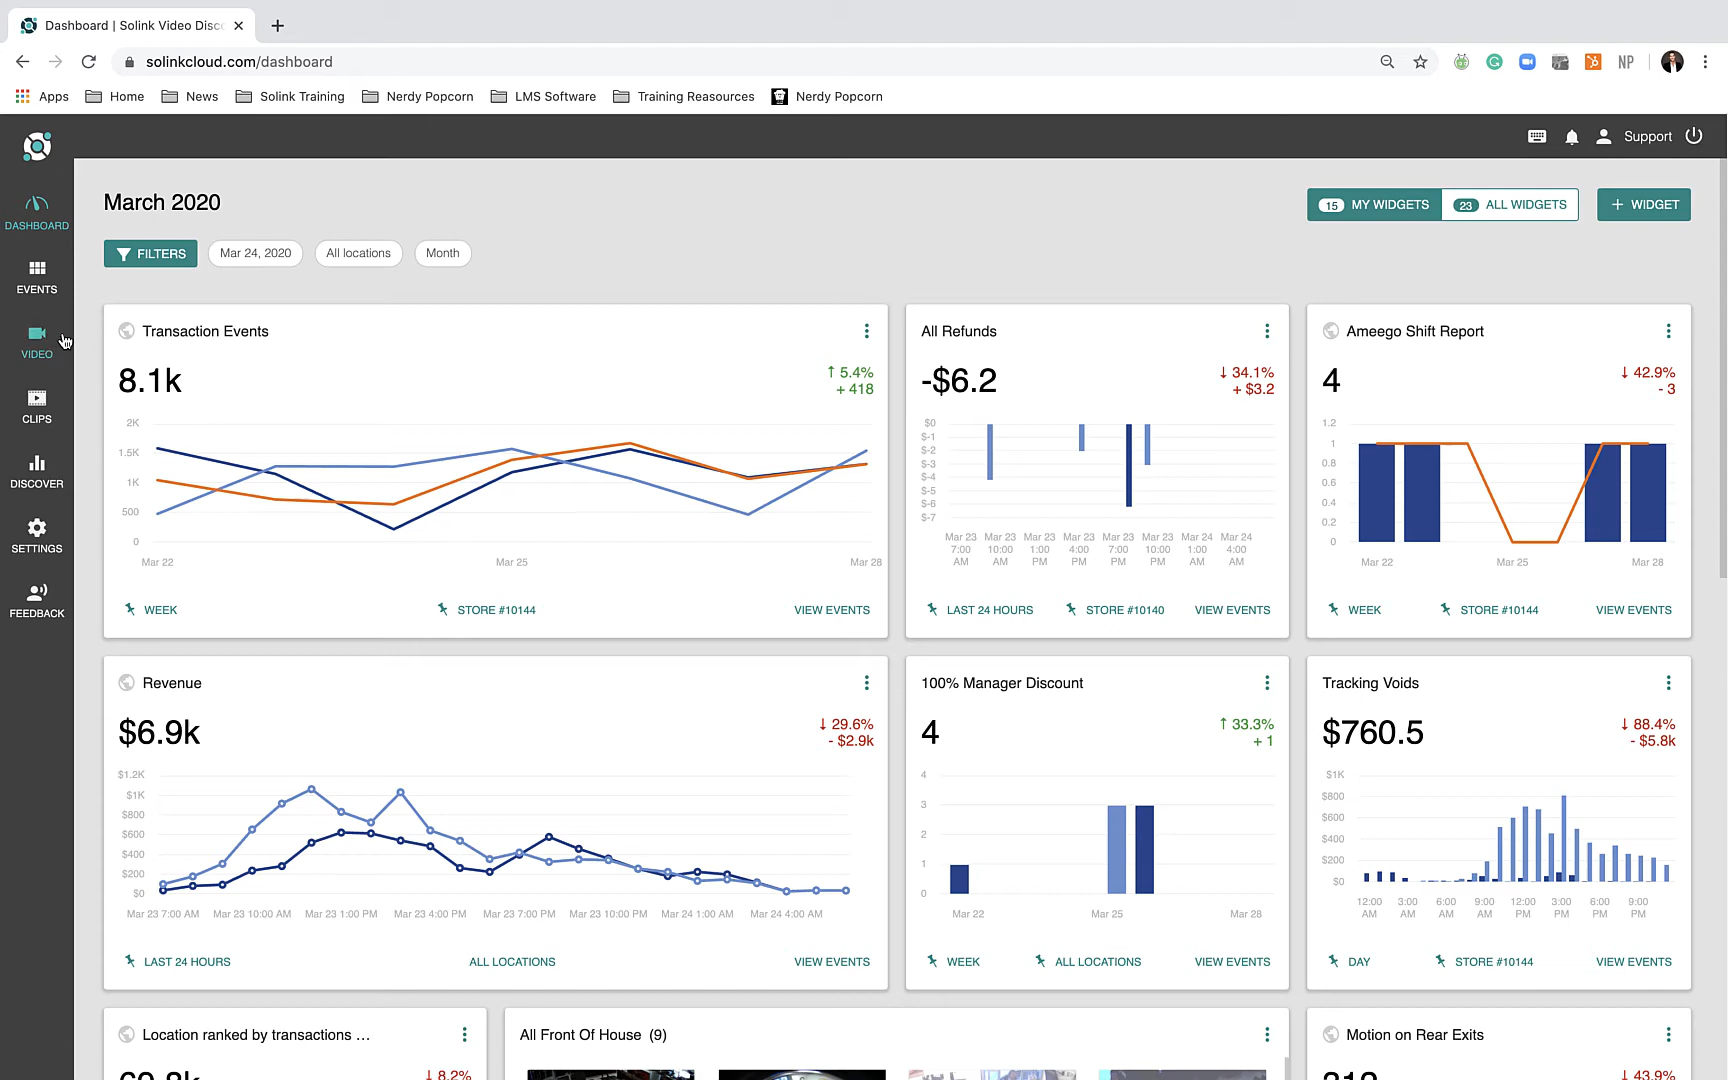 Dashboard | Solink Video Disco
solinkcloud.com/dashboard
NP
Apps Home News Solink Training Nerdy Popcorn LMS Software Training Reasources Nerdy Popcorn
Support
DASHBOARD
EVENTS
VIDEO
CLIPS
DISCOVER
SETTINGS
FEEDBACK
March 2020
15 MY WIDGETS 23 ALL WIDGETS + WIDGET
FILTERS Mar 24, 2020 All locations Month
Transaction Events
8.1k
↑ 5.4%
+ 418
2K
1.5K
1K
500
0
Mar 22 Mar 25 Mar 28
WEEK STORE #10144 VIEW EVENTS
All Refunds
-$6.2
↓ 34.1%
+ $3.2
$0
$-1
$-2
$-3
$-4
$-5
$-6
$-7
Mar 23 Mar 23 Mar 23 Mar 23 Mar 23 Mar 23 Mar 24 Mar 24
7:00 10:00 1:00 4:00 7:00 10:00 1:00 4:00
AM AM PM PM PM PM AM AM
LAST 24 HOURS STORE #10140 VIEW EVENTS
Ameego Shift Report
4
↓ 42.9%
- 3
1.2
1
0.8
0.6
0.4
0.2
0
Mar 22 Mar 25 Mar 28
WEEK STORE #10144 VIEW EVENTS
Revenue
$6.9k
↓ 29.6%
- $2.9k
$1.2K
$1K
$800
$600
$400
$200
$0
Mar 23 7:00 AM Mar 23 10:00 AM Mar 23 1:00 PM Mar 23 4:00 PM Mar 23 7:00 PM Mar 23 10:00 PM Mar 24 1:00 AM Mar 24 4:00 AM
LAST 24 HOURS ALL LOCATIONS VIEW EVENTS
100% Manager Discount
4
↑ 33.3%
+ 1
4
3
2
1
0
Mar 22 Mar 25 Mar 28
WEEK ALL LOCATIONS VIEW EVENTS
Tracking Voids
$760.5
↓ 88.4%
- $5.8k
$1K
$800
$600
$400
$200
$0
12:00 3:00 6:00 9:00 12:00 3:00 6:00 9:00
AM AM AM AM PM PM PM PM
DAY STORE #10144 VIEW EVENTS
Location ranked by transactions ...
↓ 8.2%
All Front Of House (9)
Motion on Rear Exits
↓ 43.9%